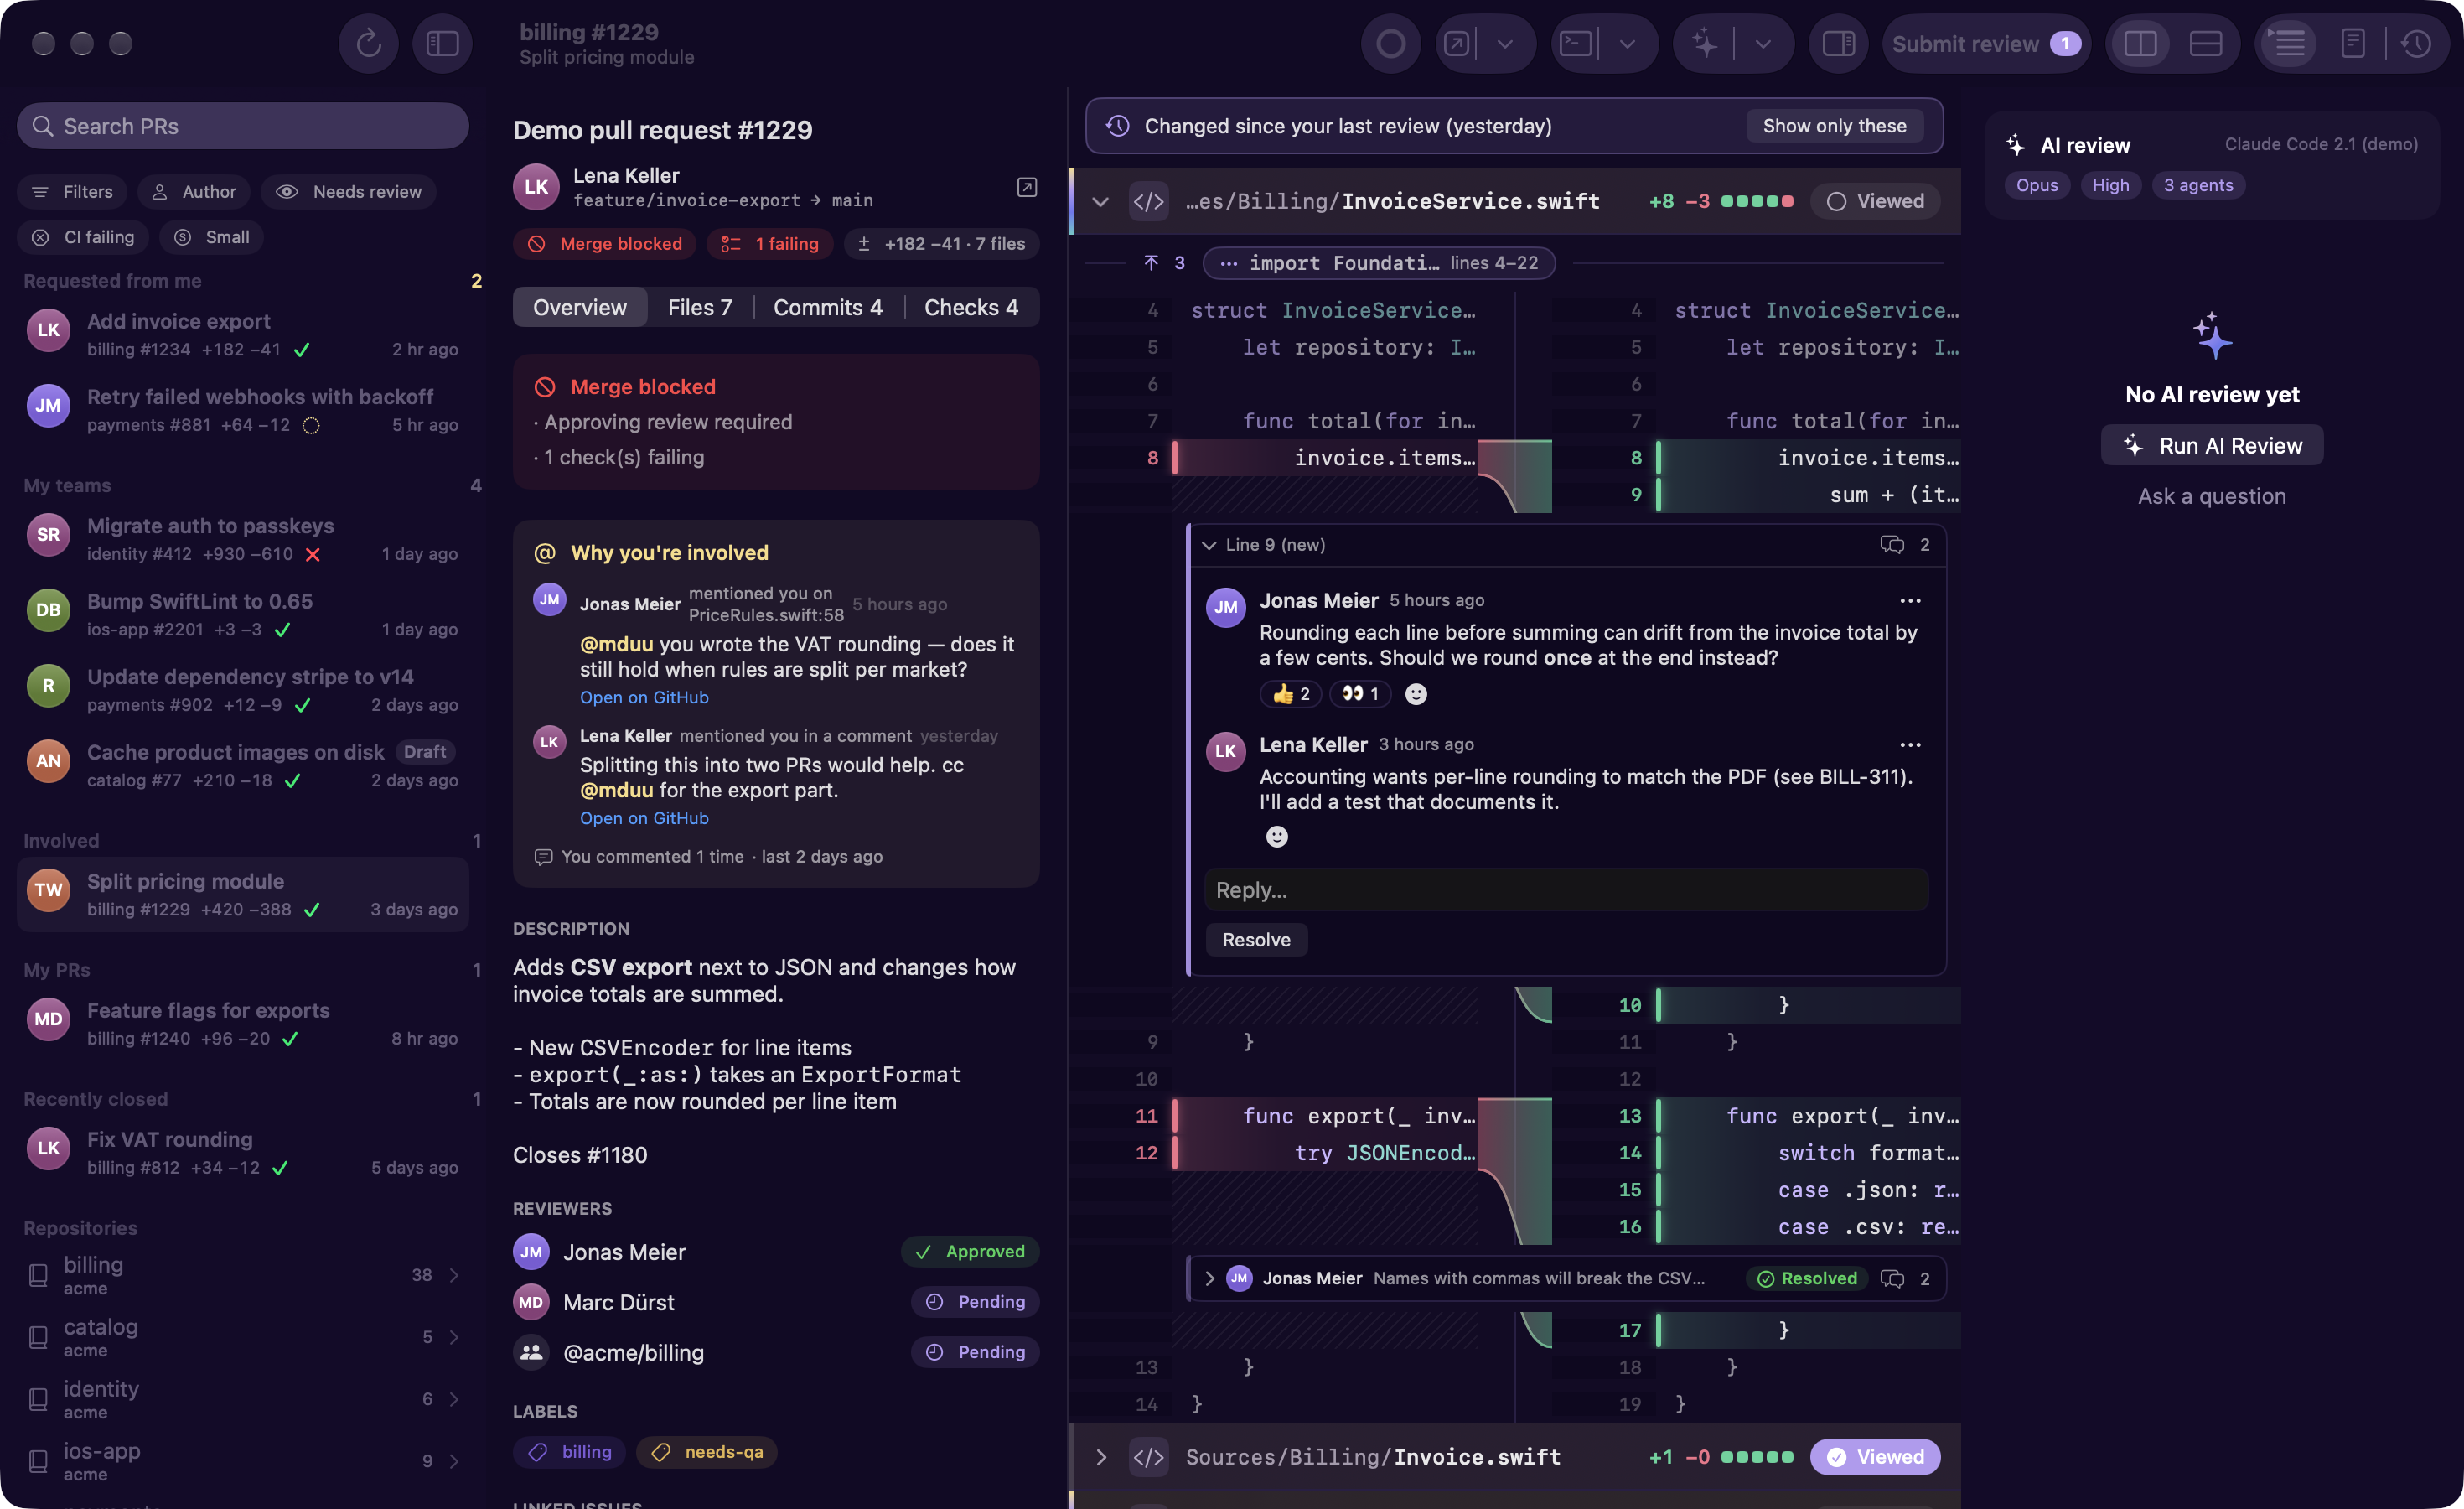 billing #1229
Split pricing module
Submit review 1
Search PRs
Filters
Author
Needs review
CI failing
Small
Requested from me 2
LK
Add invoice export
billing #1234 +182 −41 2 hr ago
JM
Retry failed webhooks with backoff
payments #881 +64 −12 5 hr ago
My teams 4
SR
Migrate auth to passkeys
identity #412 +930 −610 1 day ago
DB
Bump SwiftLint to 0.65
ios-app #2201 +3 −3 1 day ago
R
Update dependency stripe to v14
payments #902 +12 −9 2 days ago
AN
Cache product images on disk Draft
catalog #77 +210 −18 2 days ago
Involved 1
TW
Split pricing module
billing #1229 +420 −388 3 days ago
My PRs 1
MD
Feature flags for exports
billing #1240 +96 −20 8 hr ago
Recently closed 1
LK
Fix VAT rounding
billing #812 +34 −12 5 days ago
Repositories
billing
acme
38
catalog
acme
5
identity
acme
6
ios-app
acme
9
Demo pull request #1229
LK
Lena Keller
feature/invoice-export → main
Merge blocked
1 failing
± +182 −41 · 7 files
Overview
Files 7
Commits 4
Checks 4
Merge blocked
· Approving review required
· 1 check(s) failing
@ Why you're involved
JM
Jonas Meier mentioned you on
PriceRules.swift:58
5 hours ago
@mduu you wrote the VAT rounding — does it
still hold when rules are split per market?
Open on GitHub
LK
Lena Keller mentioned you in a comment yesterday
Splitting this into two PRs would help. cc
@mduu for the export part.
Open on GitHub
You commented 1 time · last 2 days ago
DESCRIPTION
Adds CSV export next to JSON and changes how
invoice totals are summed.
- New CSVEncoder for line items
- export(_:as:) takes an ExportFormat
- Totals are now rounded per line item
Closes #1180
REVIEWERS
JM Jonas Meier Approved
MD Marc Dürst Pending
@acme/billing Pending
LABELS
billing
needs-qa
LINKED ISSUES
Changed since your last review (yesterday)
Show only these
</> …es/Billing/InvoiceService.swift +8 −3 Viewed
3 ··· import Foundati… lines 4–22
4 struct InvoiceService… 4 struct InvoiceService…
5 let repository: I… 5 let repository: I…
6 6
7 func total(for in… 7 func total(for in…
8 invoice.items… 8 invoice.items…
9 sum + (it…
Line 9 (new) 2
JM
Jonas Meier 5 hours ago
Rounding each line before summing can drift from the invoice total by
a few cents. Should we round once at the end instead?
👍 2 👀 1
LK
Lena Keller 3 hours ago
Accounting wants per-line rounding to match the PDF (see BILL-311).
I'll add a test that documents it.
Reply…
Resolve
10 }
9 } 11 }
10 12
11 func export(_ inv… 13 func export(_ inv…
12 try JSONEncod… 14 switch format…
15 case .json: r…
16 case .csv: re…
JM Jonas Meier Names with commas will break the CSV… Resolved 2
17 }
13 } 18 }
14 } 19 }
</> Sources/Billing/Invoice.swift +1 −0 Viewed
AI review
Claude Code 2.1 (demo)
Opus
High
3 agents
No AI review yet
Run AI Review
Ask a question